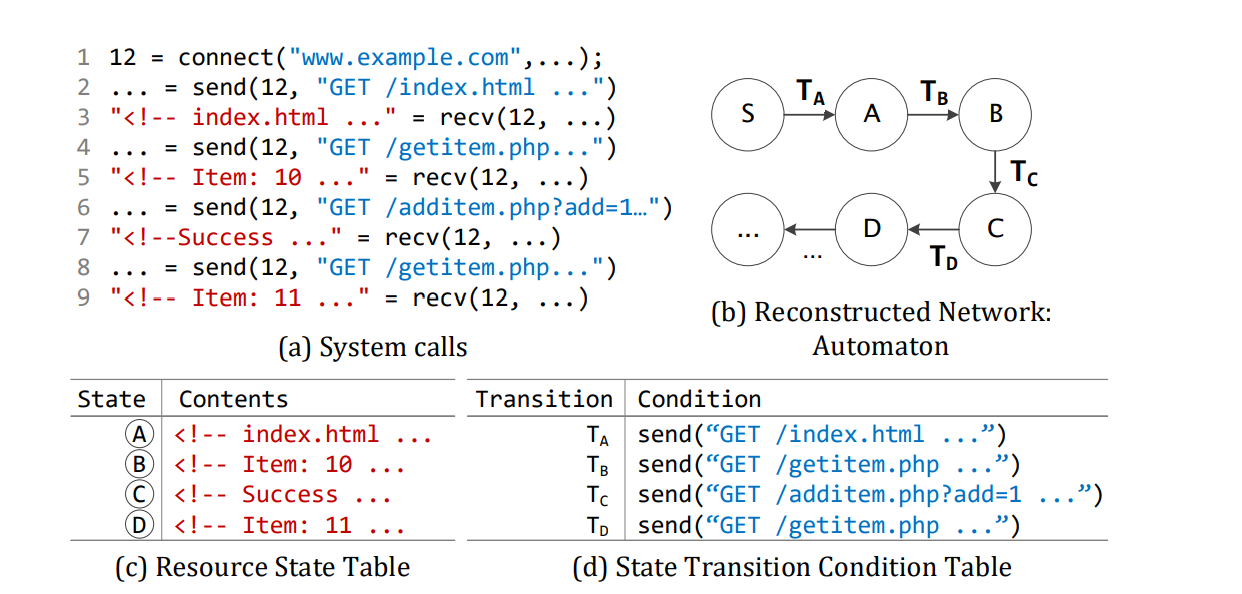 1 12 = connect("www.example.com",...);
2 ... = send(12, "GET /index.html ...")
3 "<!-- index.html ..." = recv(12, ...)
4 ... = send(12, "GET /getitem.php...")
5 "<!-- Item: 10 ..." = recv(12, ...)
6 ... = send(12, "GET /additem.php?add=1…")
7 "<!--Success ..." = recv(12, ...)
8 ... = send(12, "GET /getitem.php...")
9 "<!-- Item: 11 ..." = recv(12, ...)
(a) System calls
S TA A TB B
TC
... ... D TD C
(b) Reconstructed Network:
Automaton
State Contents
A <!-- index.html ...
B <!-- Item: 10 ...
C <!-- Success ...
D <!-- Item: 11 ...
(c) Resource State Table
Transition Condition
TA send(“GET /index.html ...”)
TB send(“GET /getitem.php ...”)
TC send(“GET /additem.php?add=1 ...”)
TD send(“GET /getitem.php ...”)
(d) State Transition Condition Table